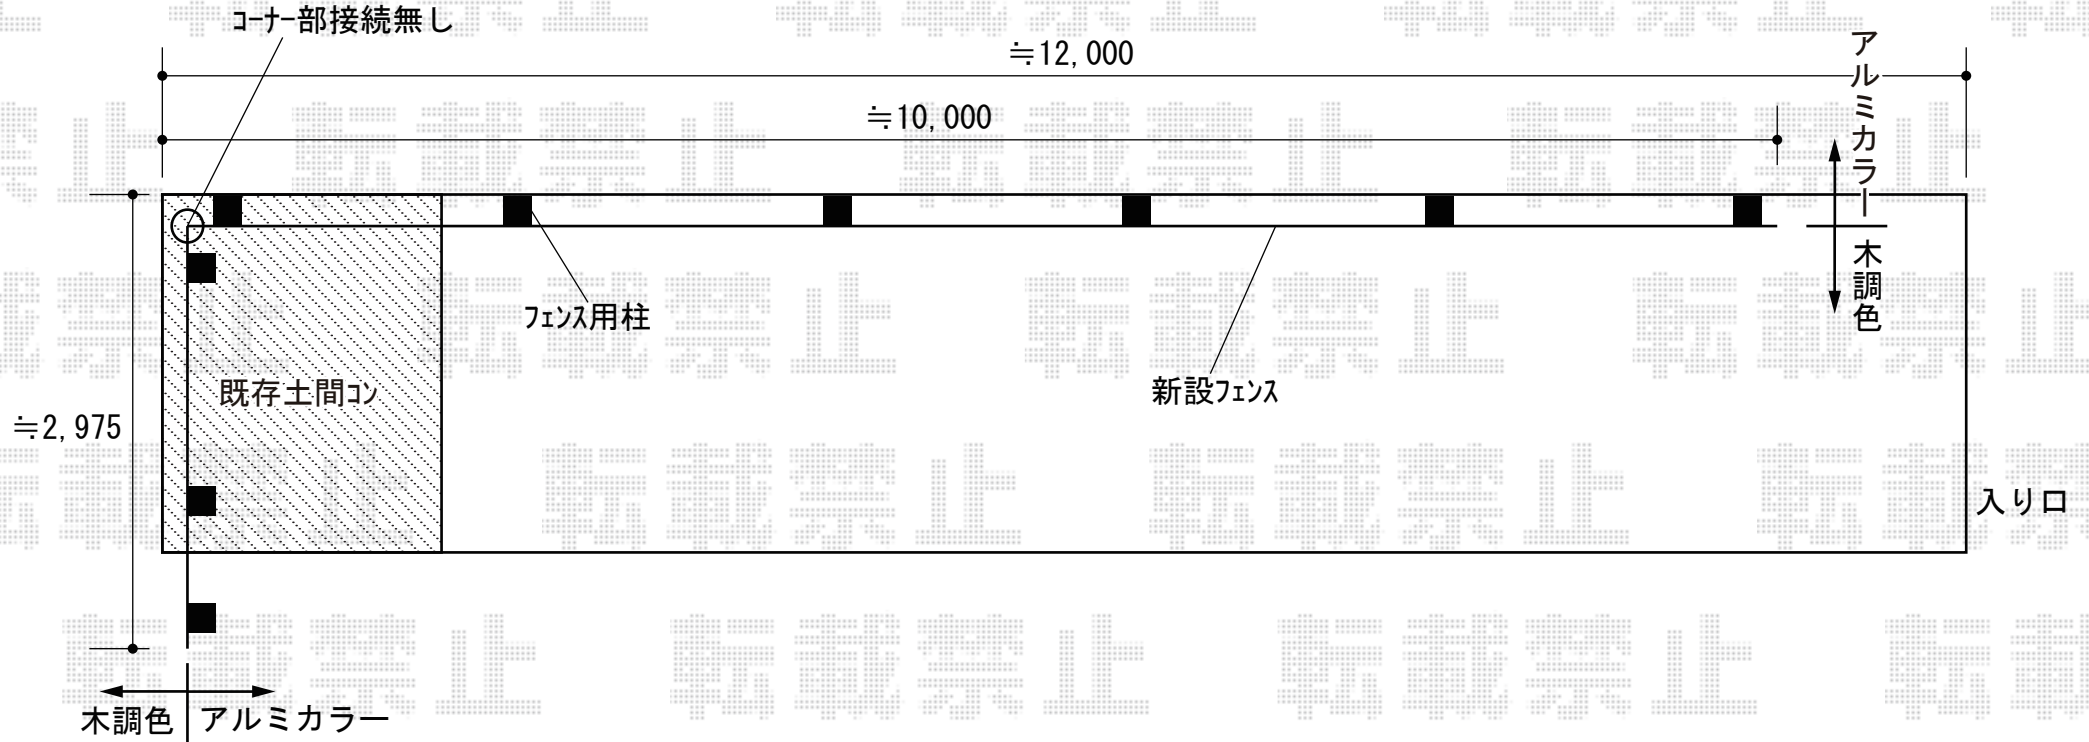 ｺｰﾅｰ部接続無し
≒12,000
アルミカラー
≒10,000
木調色
ﾌｪﾝｽ用柱
既存土間ｺﾝ
新設ﾌｪﾝｽ
≒2,975
入り口
木調色
アルミカラー
転載禁止